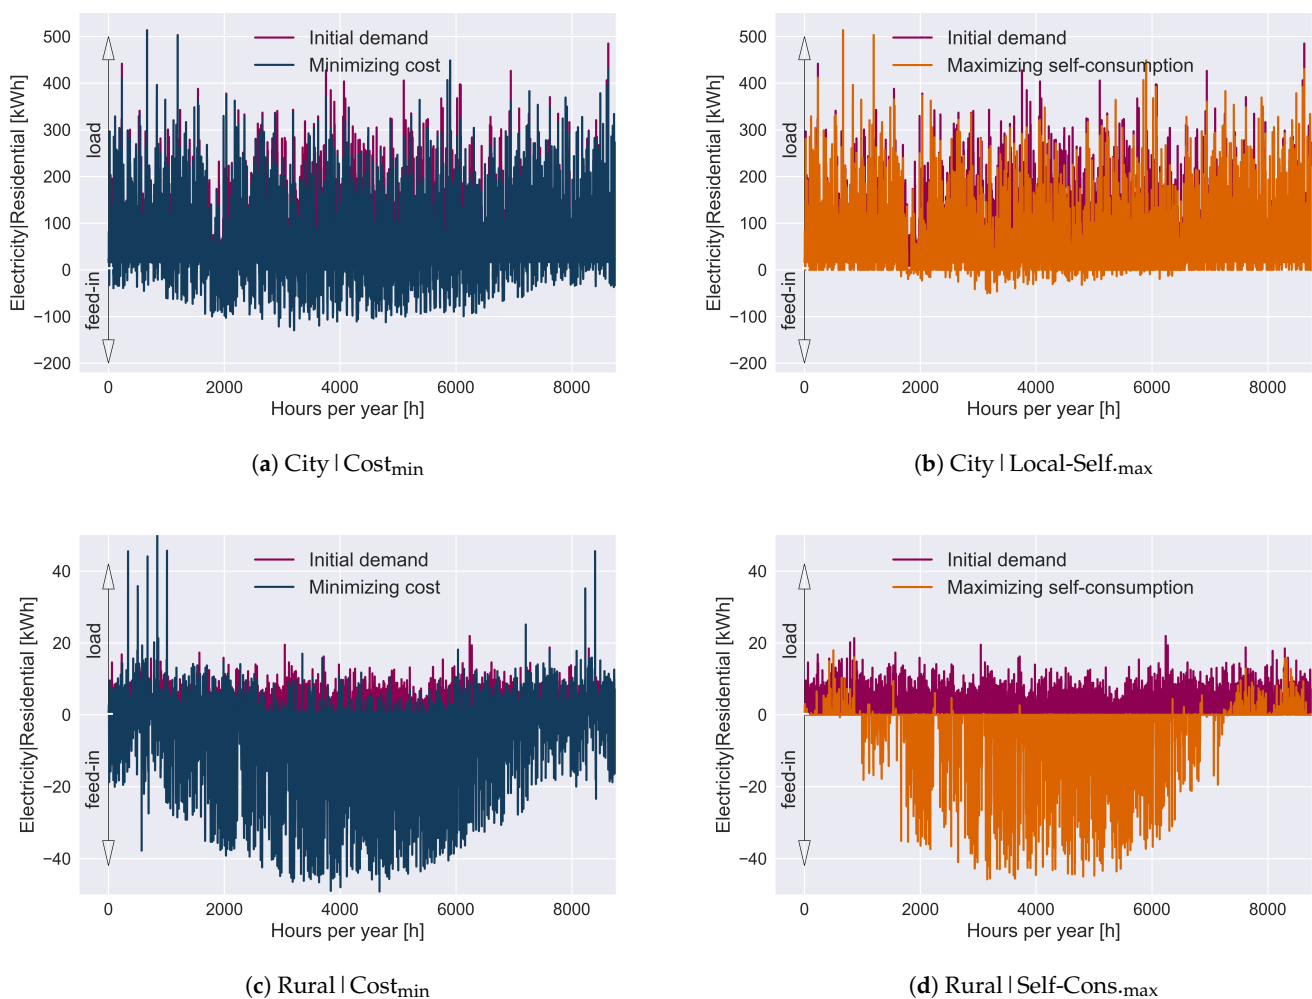 Initial demand
Minimizing cost
Electricity|Residential [kWh]
load
feed-in
500
400
300
200
100
0
−100
−200
0 2000 4000 6000 8000
Hours per year [h]
(a) City | Cost_min
Initial demand
Maximizing self-consumption
Electricity|Residential [kWh]
load
feed-in
500
400
300
200
100
0
−100
−200
0 2000 4000 6000 8000
Hours per year [h]
(b) City | Local-Self._max
Initial demand
Minimizing cost
Electricity|Residential [kWh]
load
feed-in
40
20
0
−20
−40
0 2000 4000 6000 8000
Hours per year [h]
(c) Rural | Cost_min
Initial demand
Maximizing self-consumption
Electricity|Residential [kWh]
load
feed-in
40
20
0
−20
−40
0 2000 4000 6000 8000
Hours per year [h]
(d) Rural | Self-Cons._max